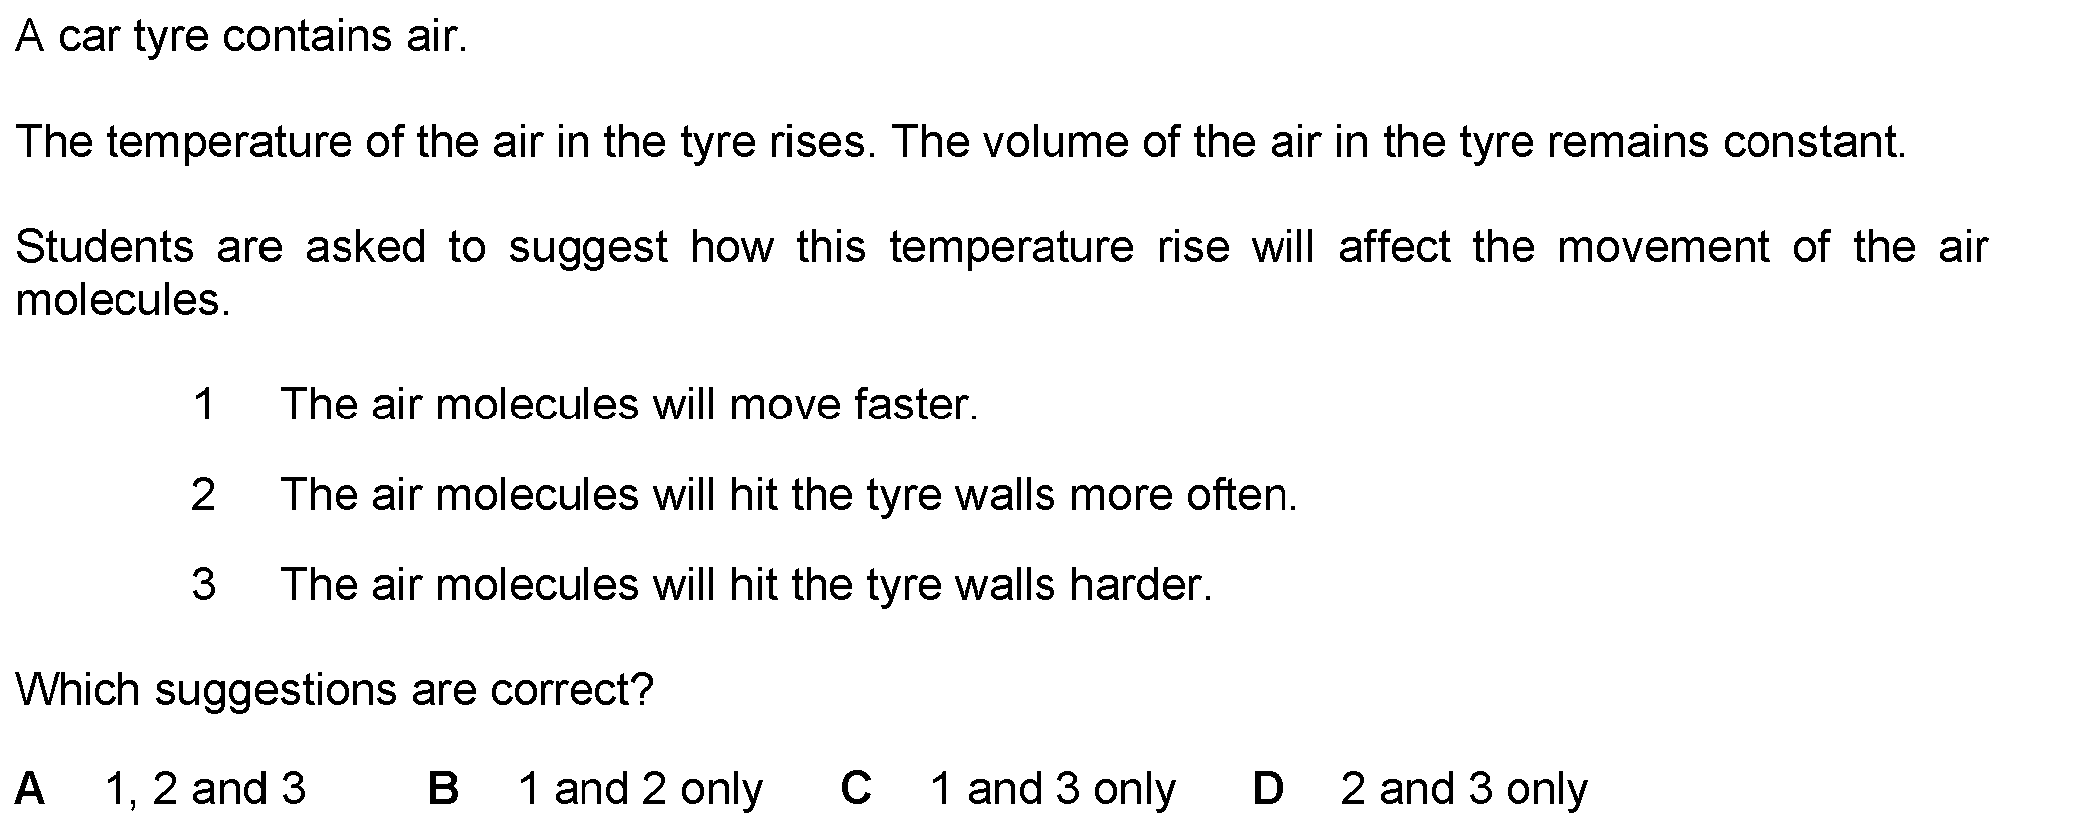 A car tyre contains air.
The temperature of the air in the tyre rises. The volume of the air in the tyre remains constant.
Students are asked to suggest how this temperature rise will affect the movement of the air
molecules.
1 The air molecules will move faster.
2 The air molecules will hit the tyre walls more often.
3 The air molecules will hit the tyre walls harder.
Which suggestions are correct?
A 1, 2 and 3 B 1 and 2 only C 1 and 3 only D 2 and 3 only